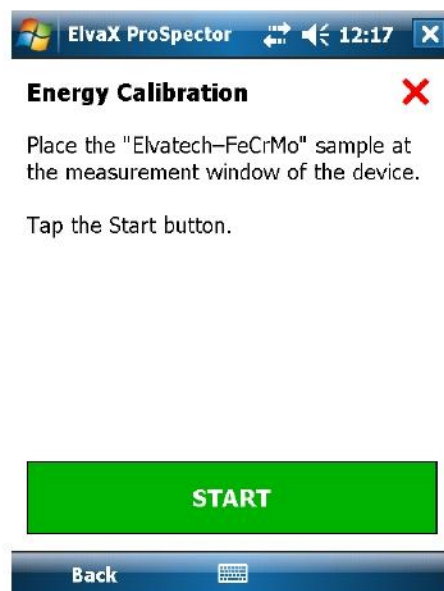 ElvaX ProSpector 12:17
Energy Calibration
Place the "Elvatech–FeCrMo" sample at
the measurement window of the device.
Tap the Start button.
START
Back